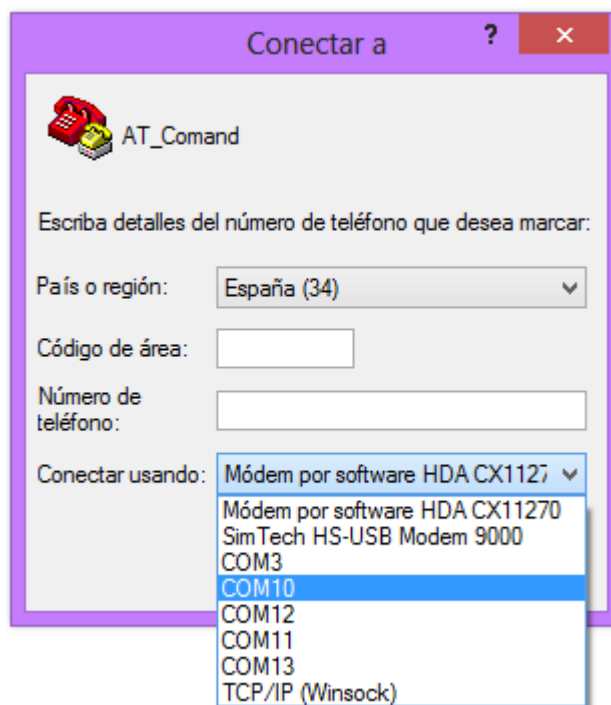 Conectar a
?
×
AT_Comand
Escriba detalles del número de teléfono que desea marcar:
País o región:
España (34)
Código de área:
Número de
teléfono:
Conectar usando:
Módem por software HDA CX1127
Módem por software HDA CX11270
SimTech HS-USB Modem 9000
COM3
COM10
COM12
COM11
COM13
TCP/IP (Winsock)